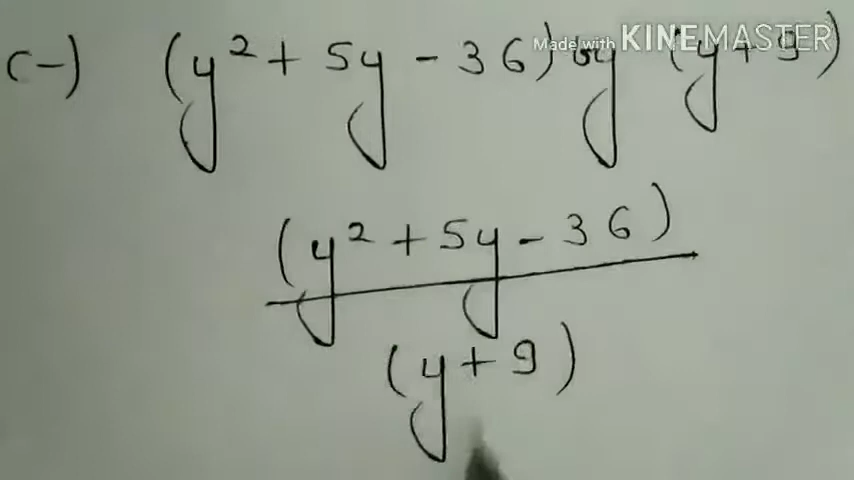 c-) (y² + 5y - 36) by (y + 9)
Made with KINEMASTER
(y² + 5y - 36)
(y + 9)